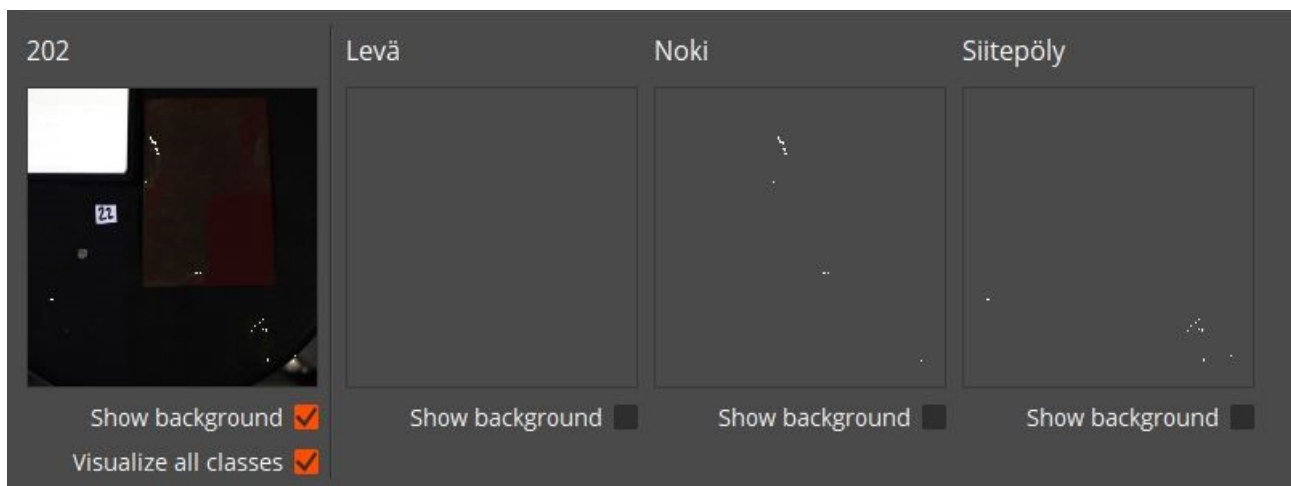 202
Levä
Noki
Siitepöly
22
Show background
Show background
Show background
Show background
Visualize all classes